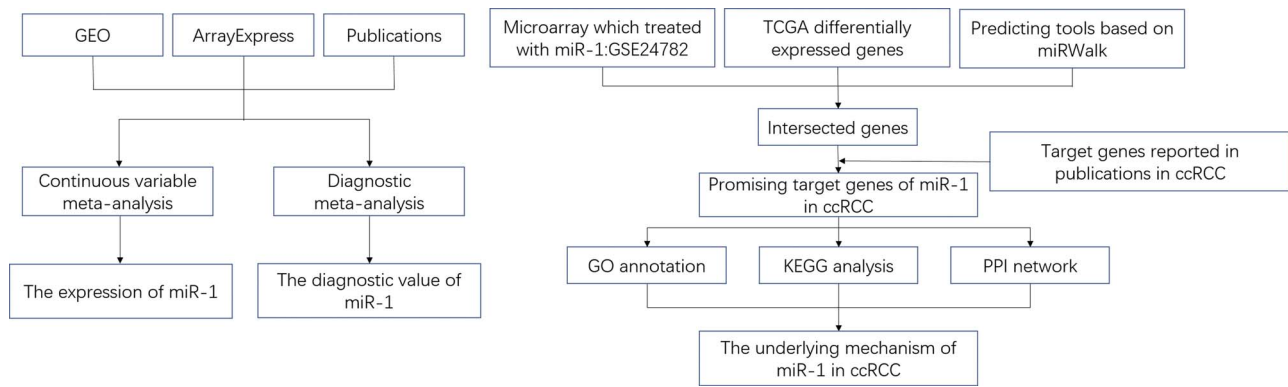 GEO
ArrayExpress
Publications
Continuous variable
meta-analysis
Diagnostic
meta-analysis
The expression of miR-1
The diagnostic value of
miR-1
Microarray which treated
with miR-1:GSE24782
TCGA differentially
expressed genes
Predicting tools based on
miRWalk
Intersected genes
Target genes reported in
publications in ccRCC
Promising target genes of miR-1
in ccRCC
GO annotation
KEGG analysis
PPI network
The underlying mechanism of
miR-1 in ccRCC